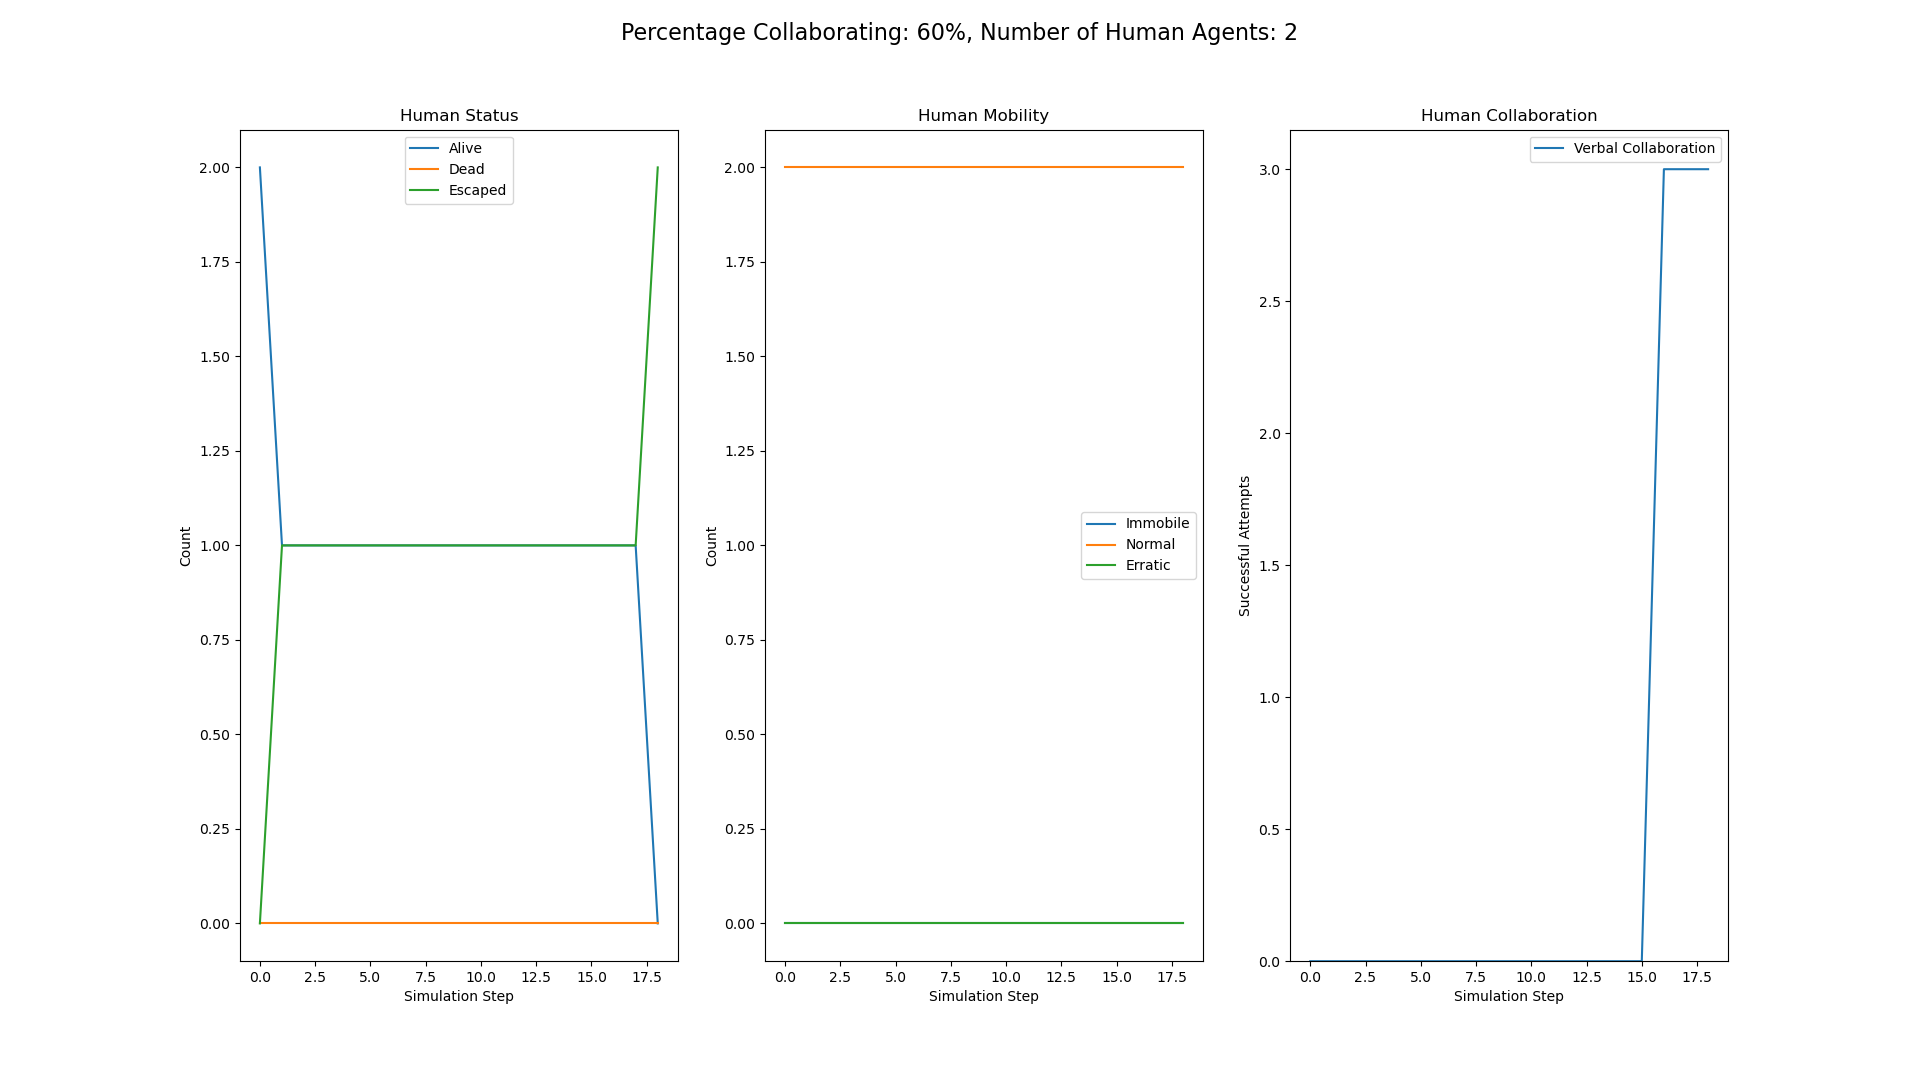 Percentage Collaborating: 60%, Number of Human Agents: 2
Human Status
Alive
Dead
Escaped
2.00
1.75
1.50
1.25
1.00
0.75
0.50
0.25
0.00
Count
0.0 2.5 5.0 7.5 10.0 12.5 15.0 17.5
Simulation Step
Human Mobility
Immobile
Normal
Erratic
2.00
1.75
1.50
1.25
1.00
0.75
0.50
0.25
0.00
Count
0.0 2.5 5.0 7.5 10.0 12.5 15.0 17.5
Simulation Step
Human Collaboration
Verbal Collaboration
3.0
2.5
2.0
1.5
1.0
0.5
0.0
Successful Attempts
0.0 2.5 5.0 7.5 10.0 12.5 15.0 17.5
Simulation Step